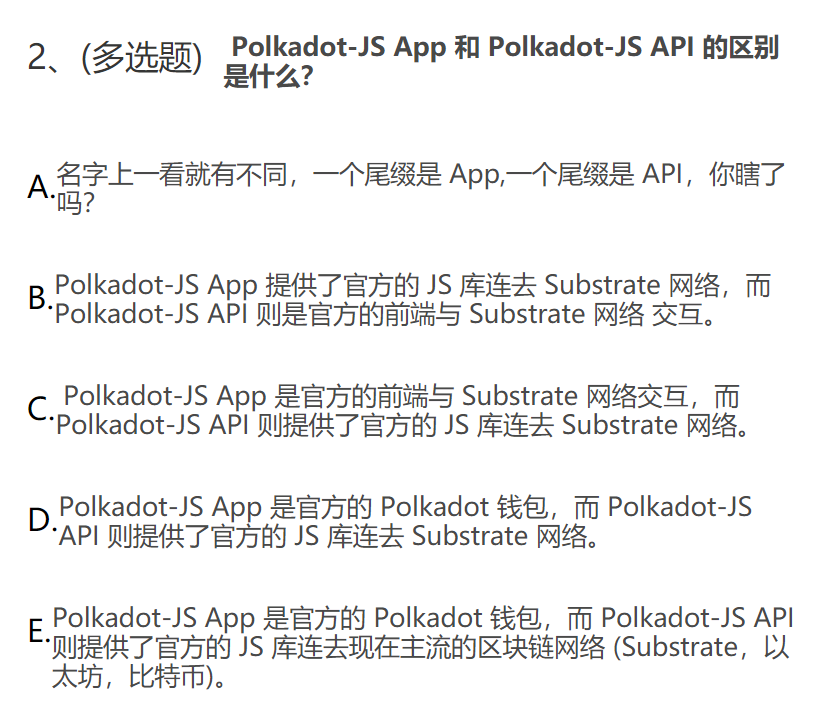 2、(多选题) Polkadot-JS App 和 Polkadot-JS API 的区别
是什么？
A.名字上一看就有不同，一个尾缀是 App,一个尾缀是 API，你瞎了
吗？
B.Polkadot-JS App 提供了官方的 JS 库连去 Substrate 网络，而
Polkadot-JS API 则是官方的前端与 Substrate 网络 交互。
C. Polkadot-JS App 是官方的前端与 Substrate 网络交互，而
Polkadot-JS API 则提供了官方的 JS 库连去 Substrate 网络。
D.Polkadot-JS App 是官方的 Polkadot 钱包，而 Polkadot-JS
API 则提供了官方的 JS 库连去 Substrate 网络。
E.Polkadot-JS App 是官方的 Polkadot 钱包，而 Polkadot-JS API
则提供了官方的 JS 库连去现在主流的区块链网络 (Substrate，以
太坊，比特币)。